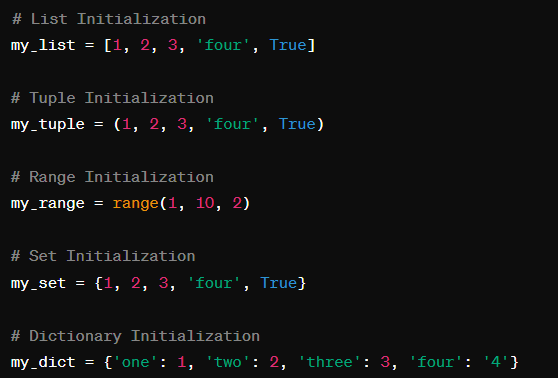 # List Initialization
my_list = [1, 2, 3, 'four', True]
# Tuple Initialization
my_tuple = (1, 2, 3, 'four', True)
# Range Initialization
my_range = range(1, 10, 2)
# Set Initialization
my_set = {1, 2, 3, 'four', True}
# Dictionary Initialization
my_dict = {'one': 1, 'two': 2, 'three': 3, 'four': '4'}